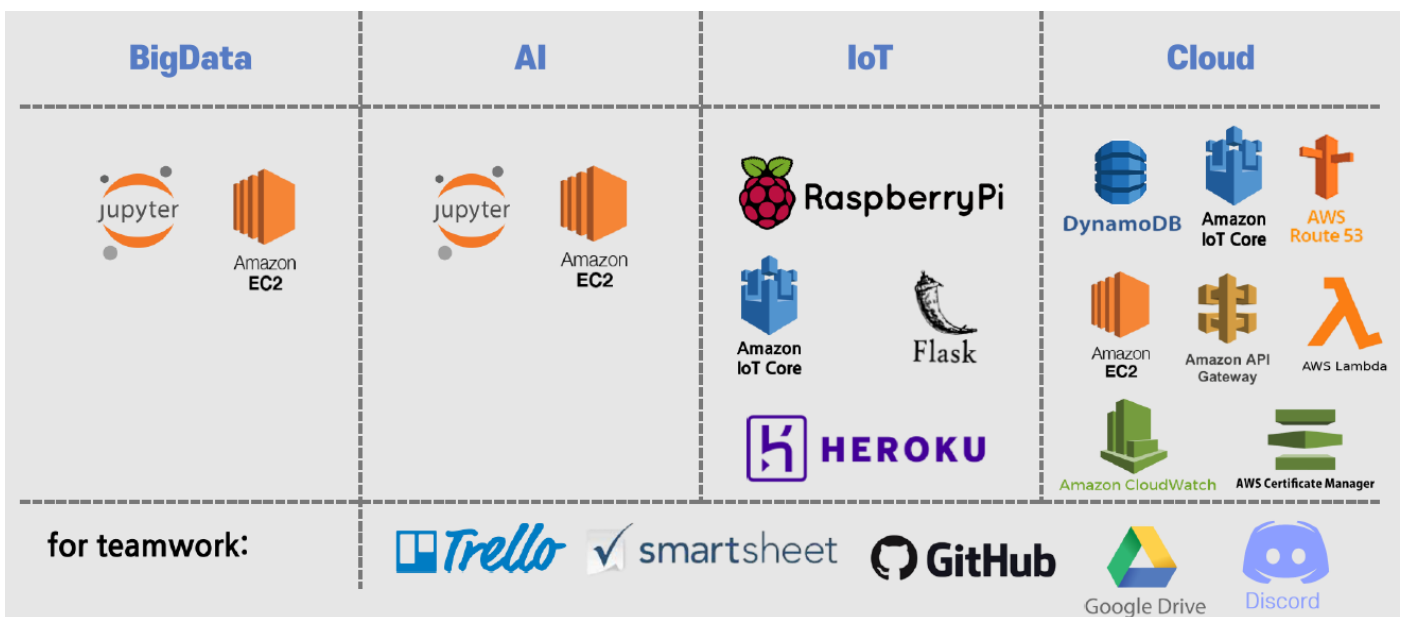 BigData
AI
IoT
Cloud
jupyter
Amazon
EC2
jupyter
Amazon
EC2
RaspberryPi
Amazon
IoT Core
Flask
HEROKU
DynamoDB
Amazon
IoT Core
AWS
Route 53
Amazon
EC2
Amazon API
Gateway
AWS Lambda
Amazon CloudWatch
AWS Certificate Manager
for teamwork:
Trello
smartsheet
GitHub
Google Drive
Discord